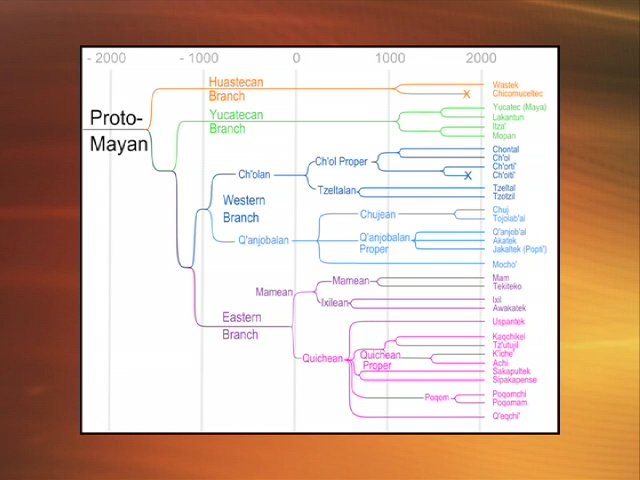 - 2000 - 1000 0 1000 2000
Huastecan
Branch
Wastek
Chicomuceltec
Proto-
Mayan
Yucatecan
Branch
Yucatec (Maya)
Lakantun
Itza'
Mopan
Western
Branch
Ch'olan
Ch'ol Proper
Chontal
Ch'ol
Ch'orti'
Ch'olti'
Tzeltalan
Tzeltal
Tzotzil
Q'anjobalan
Chujean
Chuj
Tojolab'al
Q'anjobalan
Proper
Q'anjob'al
Akatek
Jakaltek (Popti')
Mocho'
Eastern
Branch
Mamean
Mamean
Mam
Tekiteko
Ixilean
Ixil
Awakatek
Quichean
Uspantek
Quichean
Proper
Kaqchikel
Tz'utujil
K'iche'
Achi
Sakapultek
Sipakapense
Poqom
Poqomchi
Poqomam
Q'eqchi'